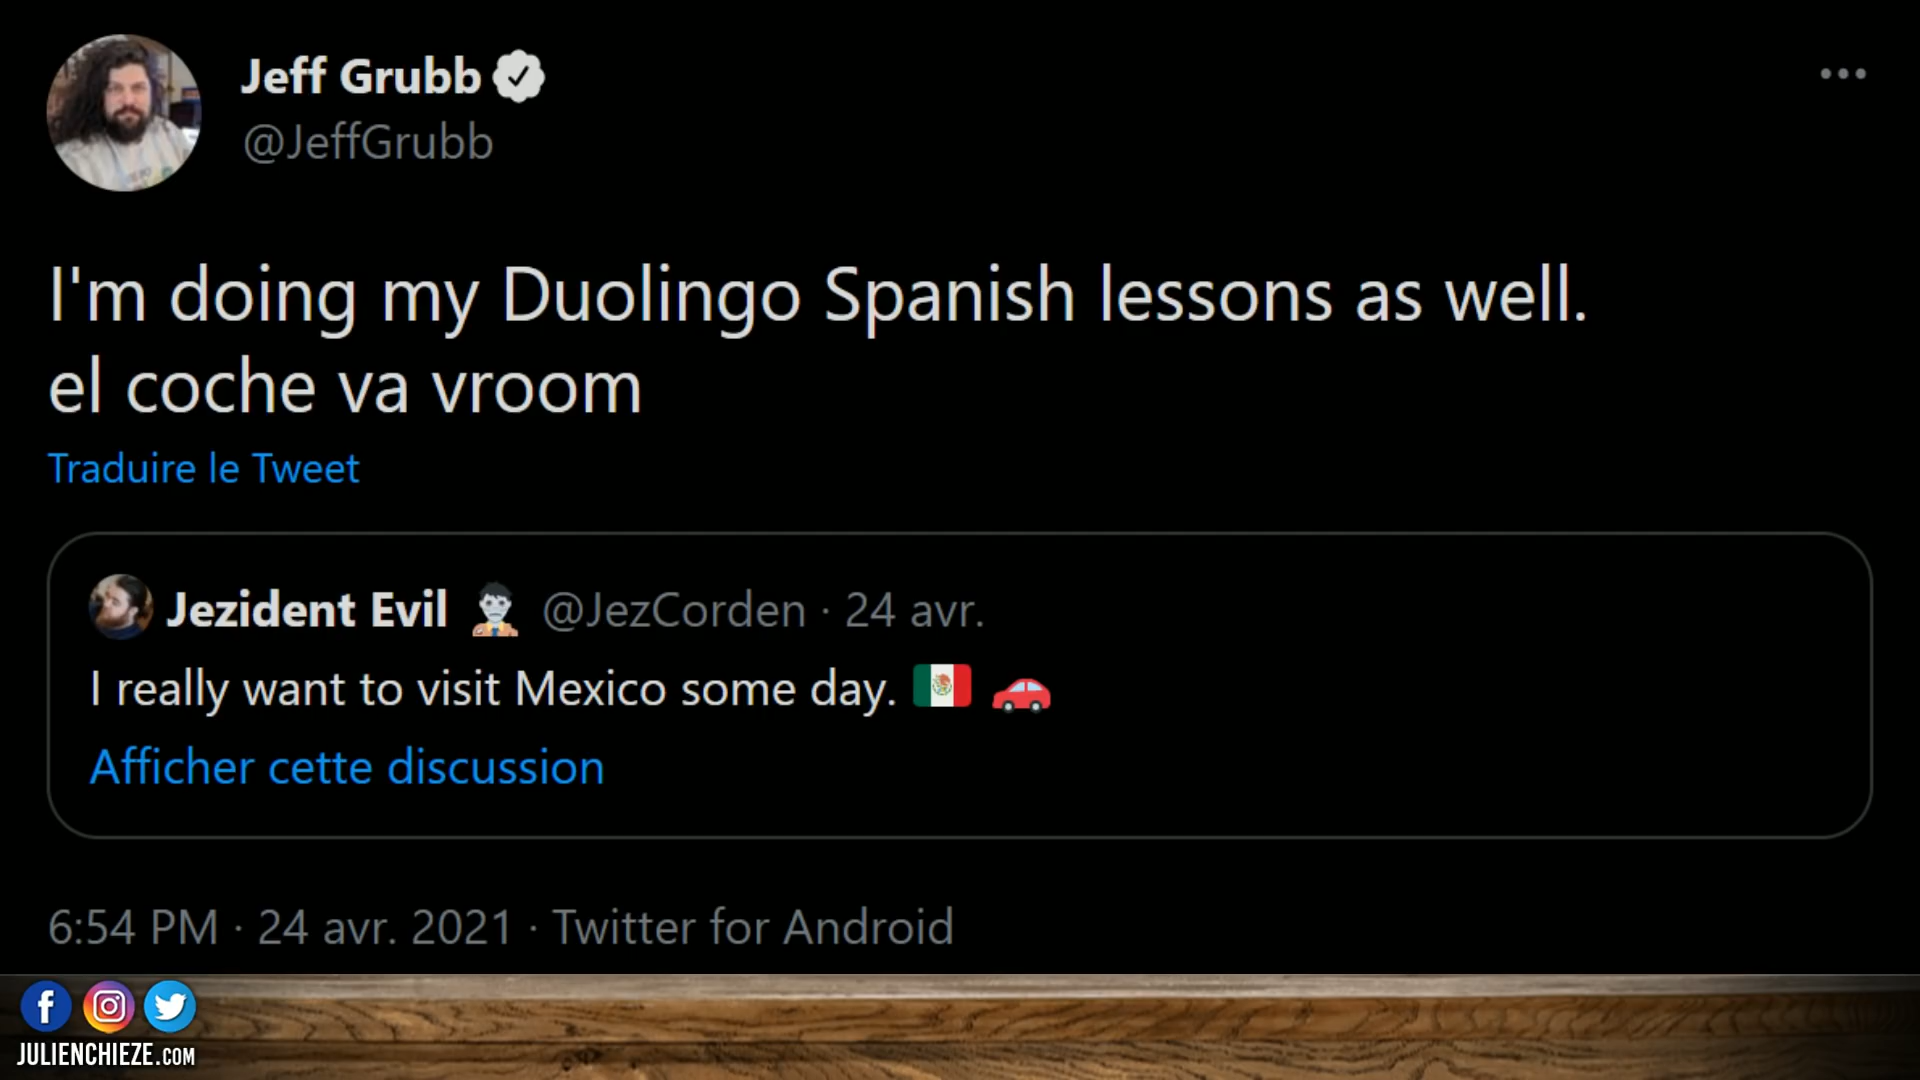 Jeff Grubb
@JeffGrubb
I'm doing my Duolingo Spanish lessons as well.
el coche va vroom
Traduire le Tweet
Jezident Evil 🧟‍♂️ @JezCorden · 24 avr.
I really want to visit Mexico some day. 🇲🇽 🚗
Afficher cette discussion
6:54 PM · 24 avr. 2021 · Twitter for Android
JULIENCHIEZE.COM